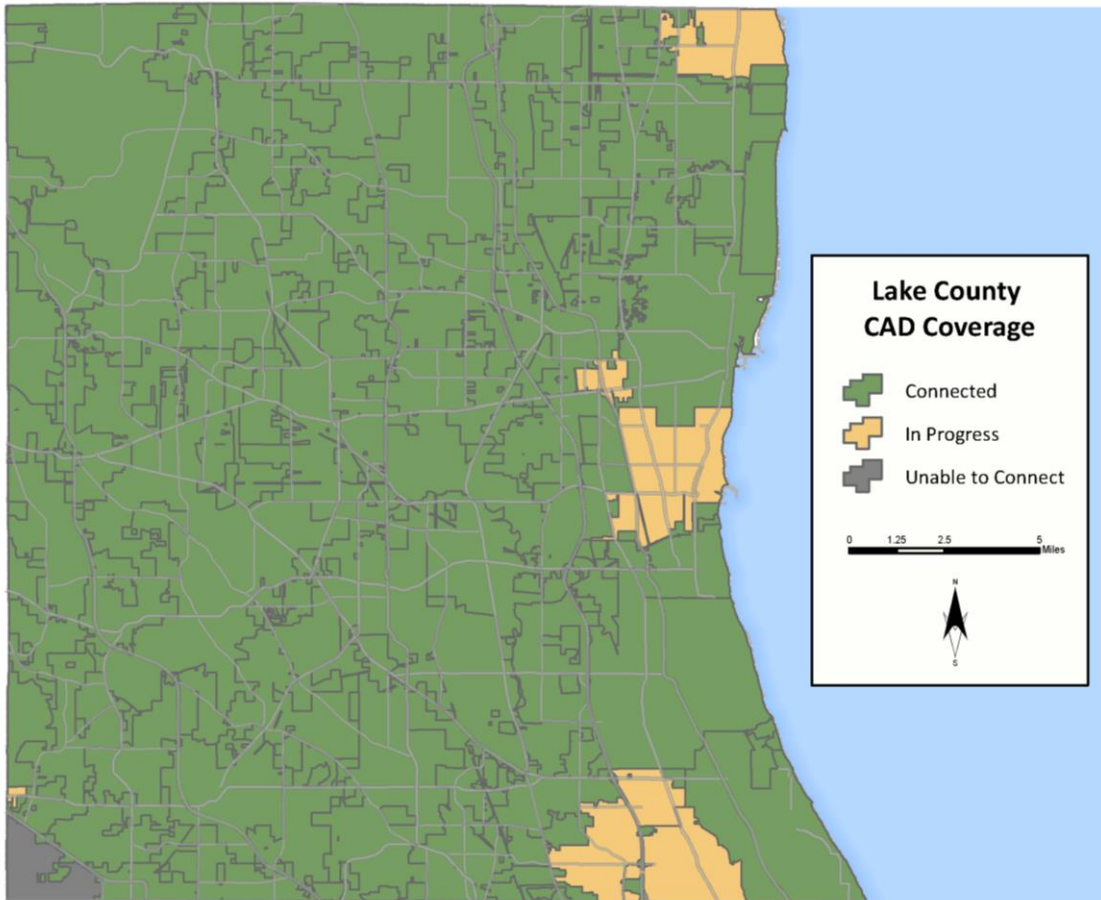 Lake County
CAD Coverage
Connected
In Progress
Unable to Connect
0 1.25 2.5 5
Miles
N
S